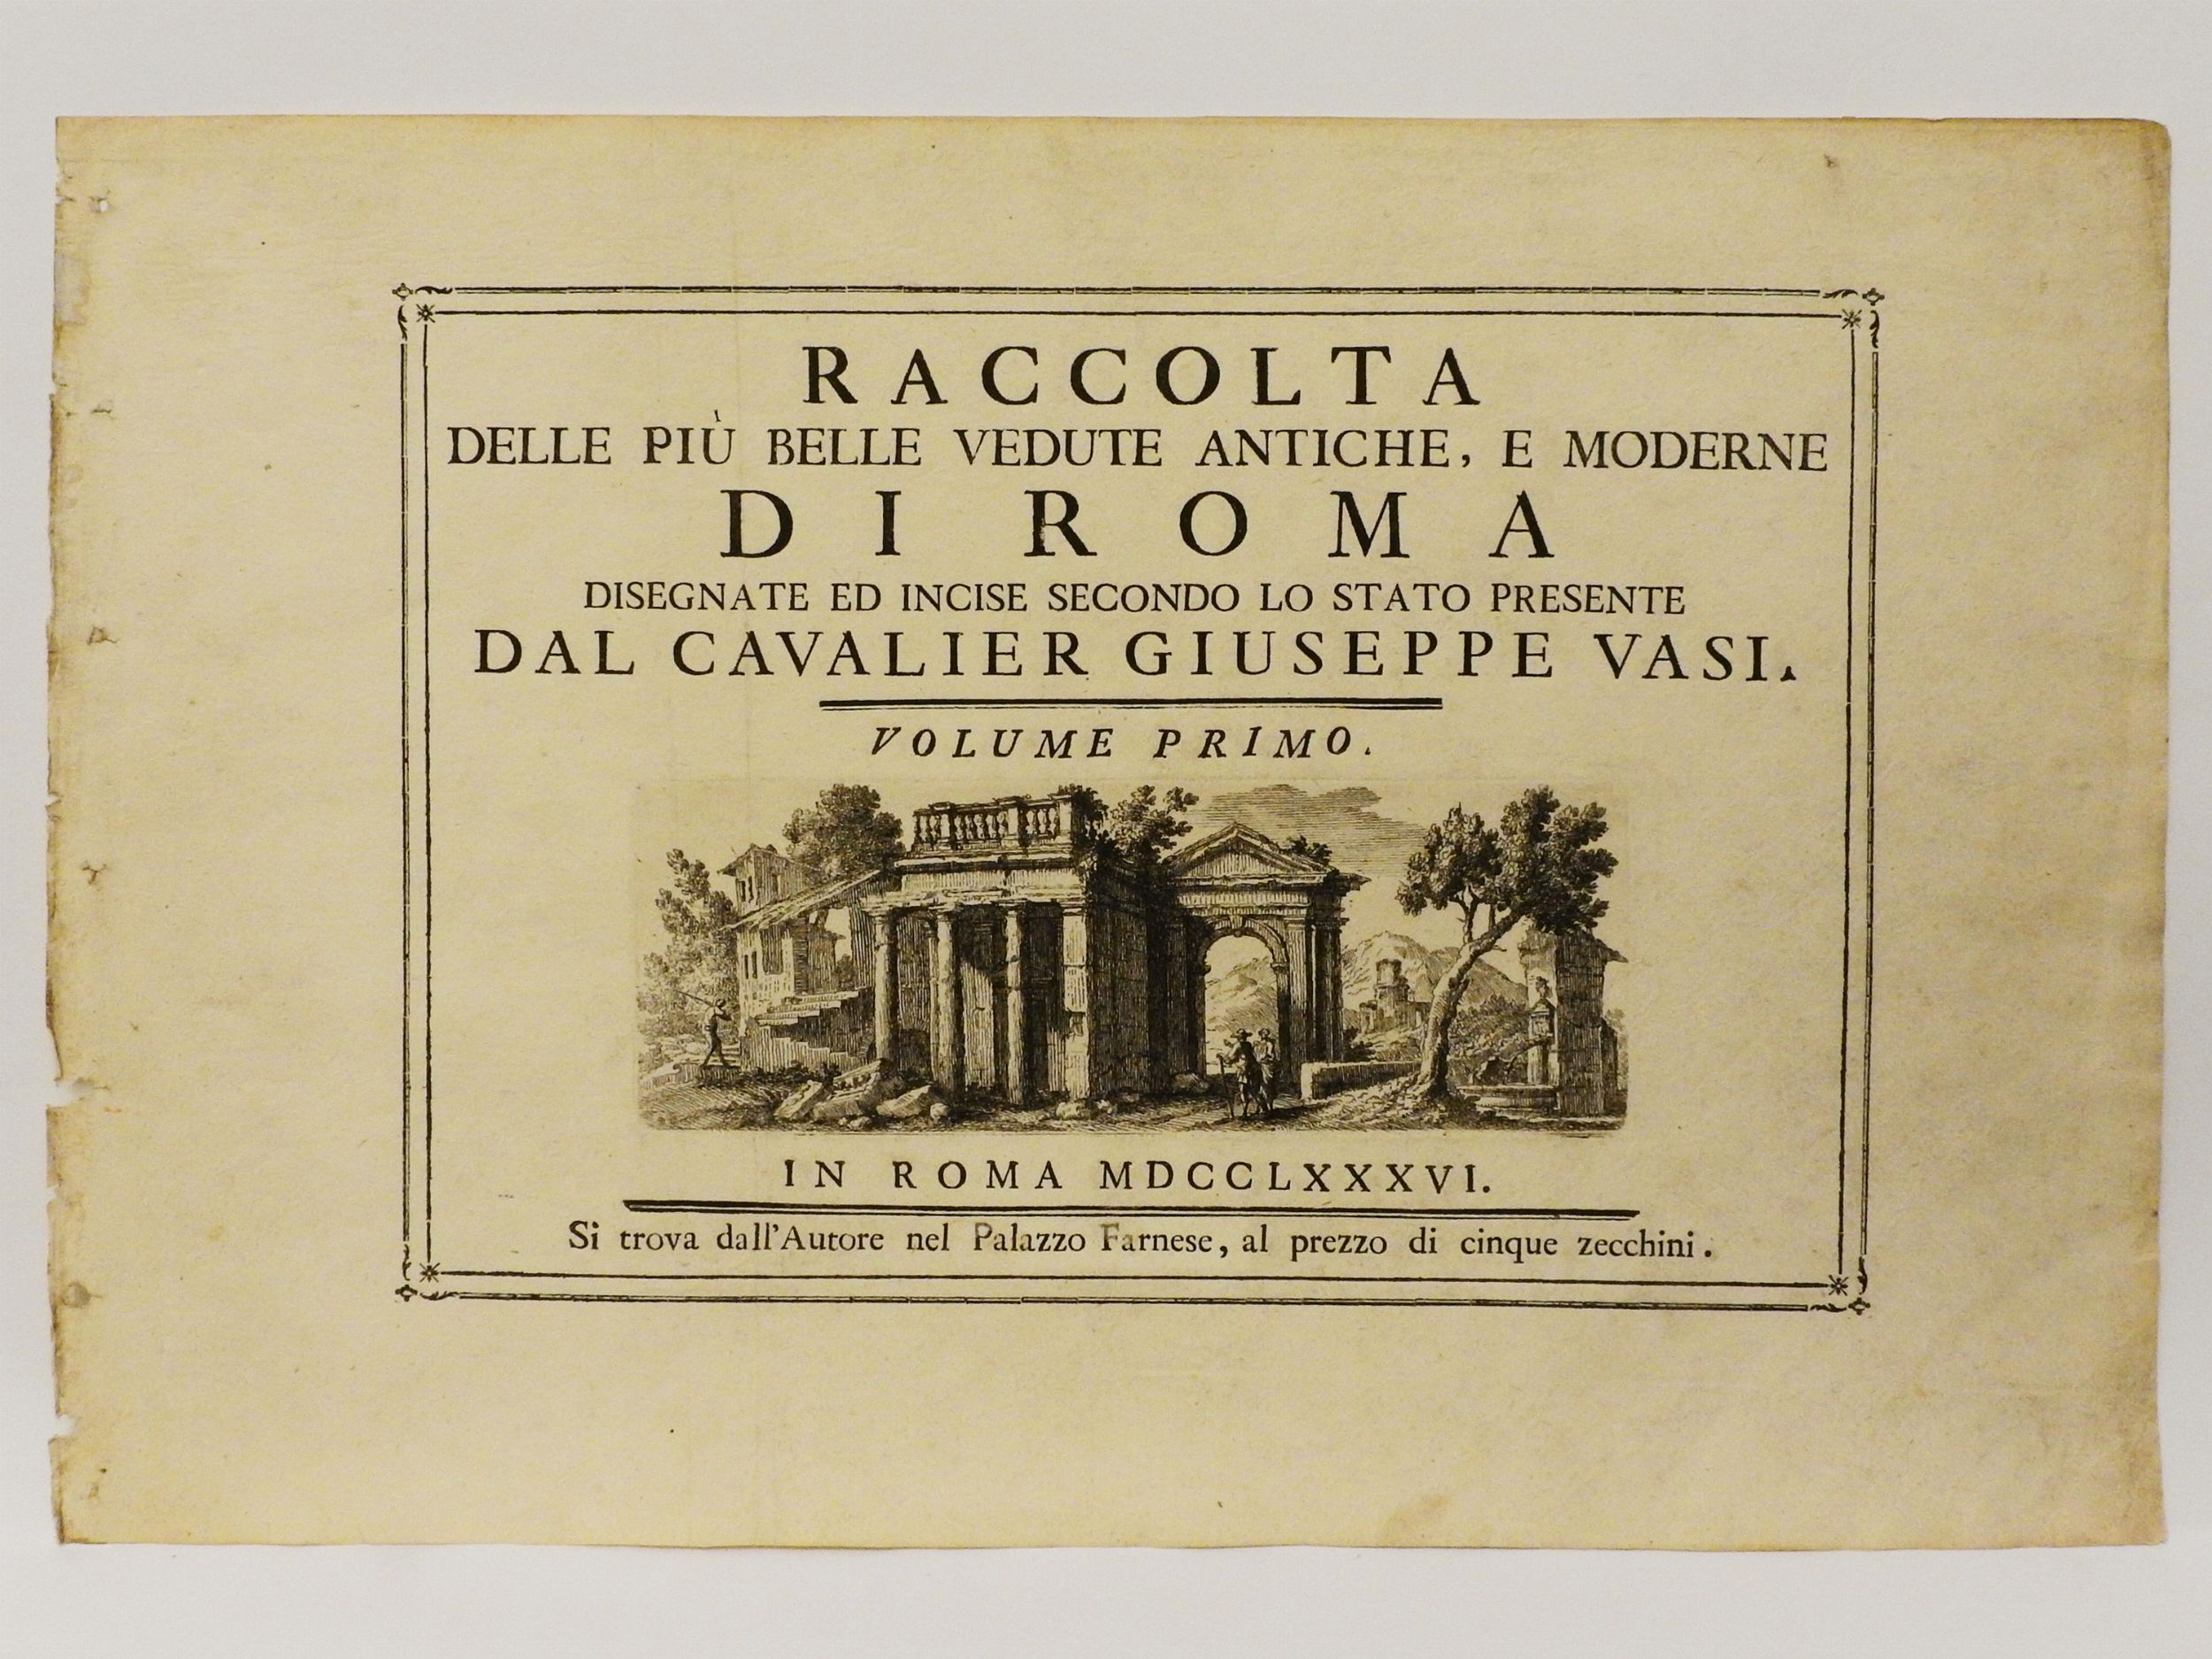 RACCOLTA
DELLE PIÙ BELLE VEDUTE ANTICHE, E MODERNE
DI ROMA
DISEGNATE ED INCISE SECONDO LO STATO PRESENTE
DAL CAVALIER GIUSEPPE VASI.
VOLUME PRIMO.
IN ROMA MDCCLXXXVI.
Si trova dall'Autore nel Palazzo Farnese, al prezzo di cinque zecchini.